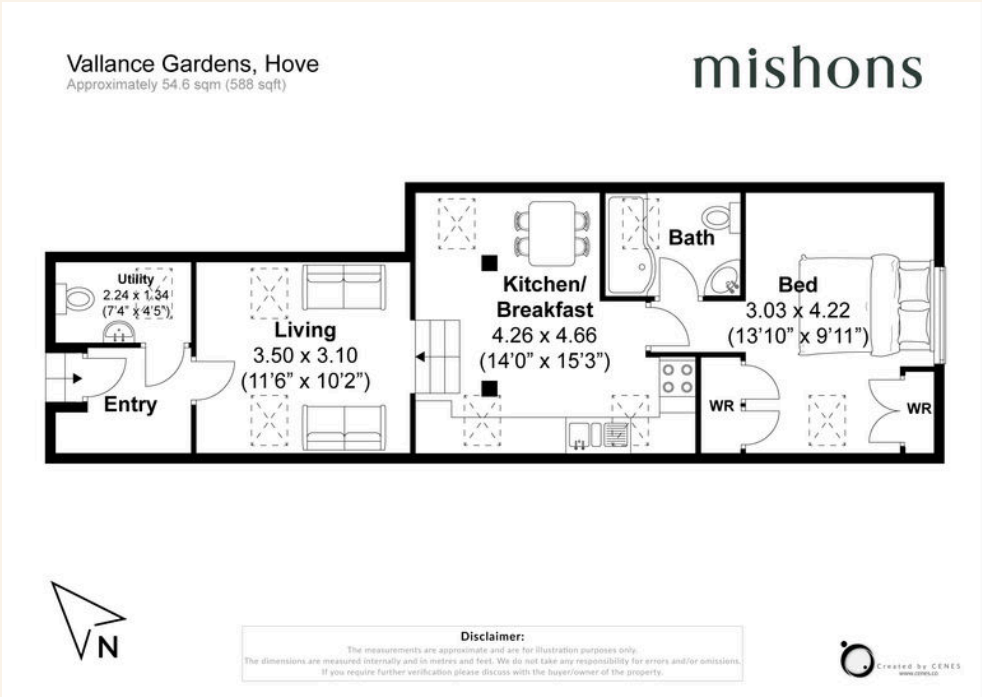 Vallance Gardens, Hove
Approximately 54.6 sqm (588 sqft)
mishons
Utility
2.24 x 1.34
(7'4" x 4'5")
Entry
Living
3.50 x 3.10
(11'6" x 10'2")
Kitchen/
Breakfast
4.26 x 4.66
(14'0" x 15'3")
Bath
Bed
3.03 x 4.22
(13'10" x 9'11")
WR
WR
N
Disclaimer:
The measurements are approximate and are for illustration purposes only.
The dimensions are measured internally and in metres and feet. We do not take any responsibility for errors and/or omissions.
If you require further verification please discuss with the buyer/owner of the property.
Created by CENES
www.cenes.co